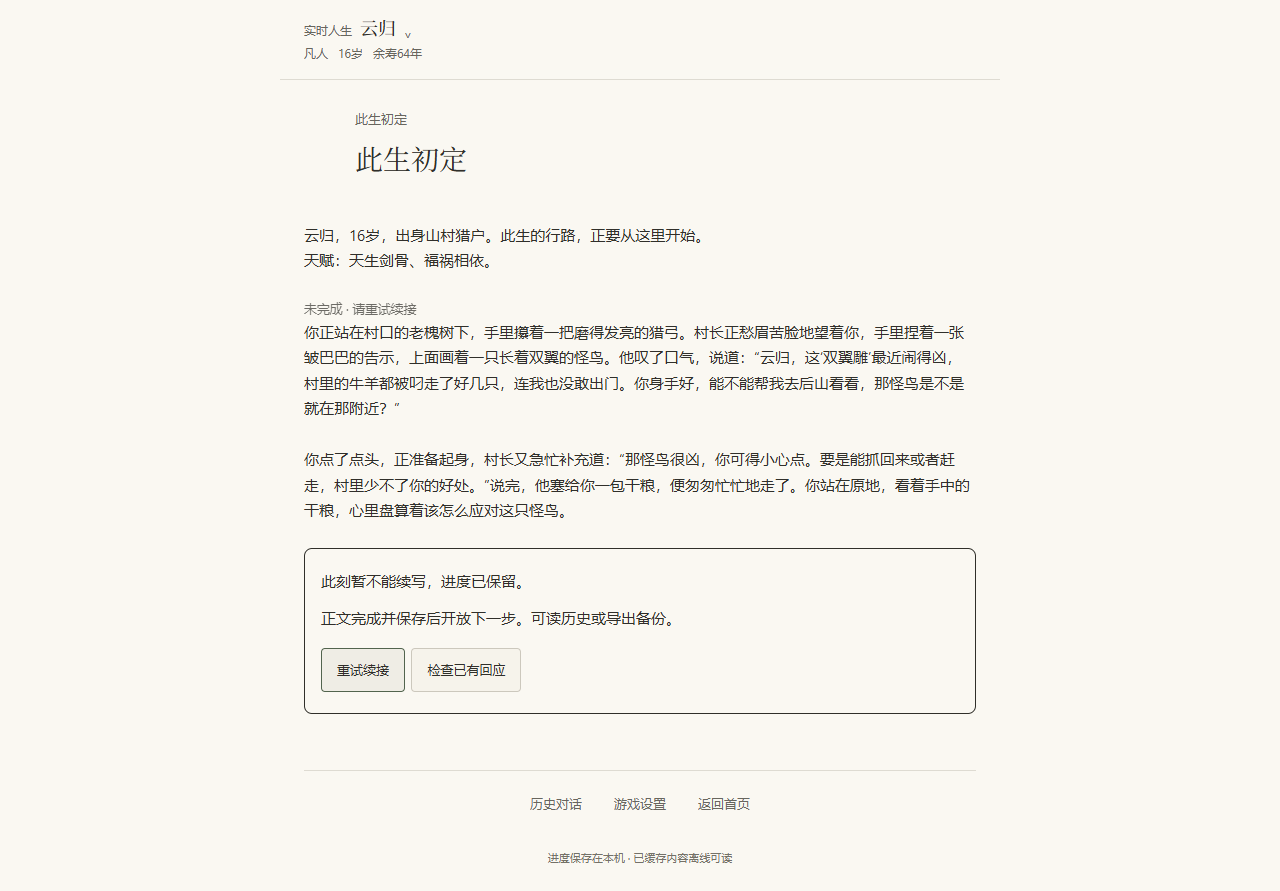 实时人生 云归 ∨
凡人 16岁 余寿64年
此生初定
此生初定
云归，16岁，出身山村猎户。此生的行路，正要从这里开始。
天赋：天生剑骨、福祸相依。
未完成 · 请重试续接
你正站在村口的老槐树下，手里攥着一把磨得发亮的猎弓。村长正愁眉苦脸地望着你，手里捏着一张
皱巴巴的告示，上面画着一只长着双翼的怪鸟。他叹了口气，说道：“云归，这‘双翼雕’最近闹得凶，
村里的牛羊都被叼走了好几只，连我也没敢出门。你身手好，能不能帮我去后山看看，那怪鸟是不是
就在那附近？”
你点了点头，正准备起身，村长又急忙补充道：“那怪鸟很凶，你可得小心点。要是能抓回来或者赶
走，村里少不了你的好处。”说完，他塞给你一包干粮，便匆匆忙忙地走了。你站在原地，看着手中的
干粮，心里盘算着该怎么应对这只怪鸟。
此刻暂不能续写，进度已保留。
正文完成并保存后开放下一步。可读历史或导出备份。
重试续接 检查已有回应
历史对话 游戏设置 返回首页
进度保存在本机 · 已缓存内容离线可读